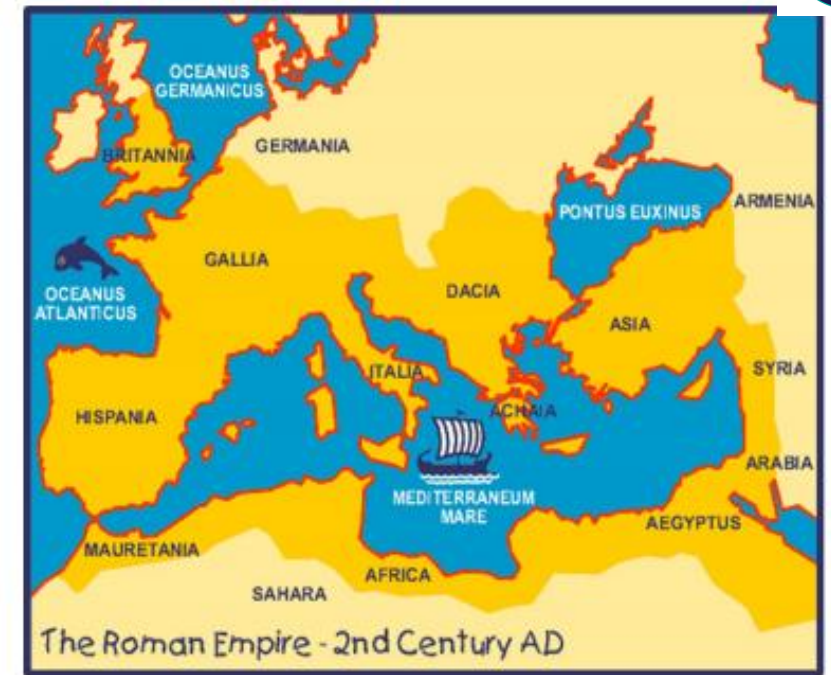 OCEANUS
GERMANICUS
BRITANNIA
GERMANIA
PONTUS EUXINUS
ARMENIA
GALLIA
OCEANUS
ATLANTICUS
DACIA
ASIA
ITALIA
SYRIA
HISPANIA
ACHAIA
ARABIA
MEDITERRANEUM
MARE
AEGYPTUS
MAURETANIA
AFRICA
SAHARA
The Roman Empire - 2nd Century AD